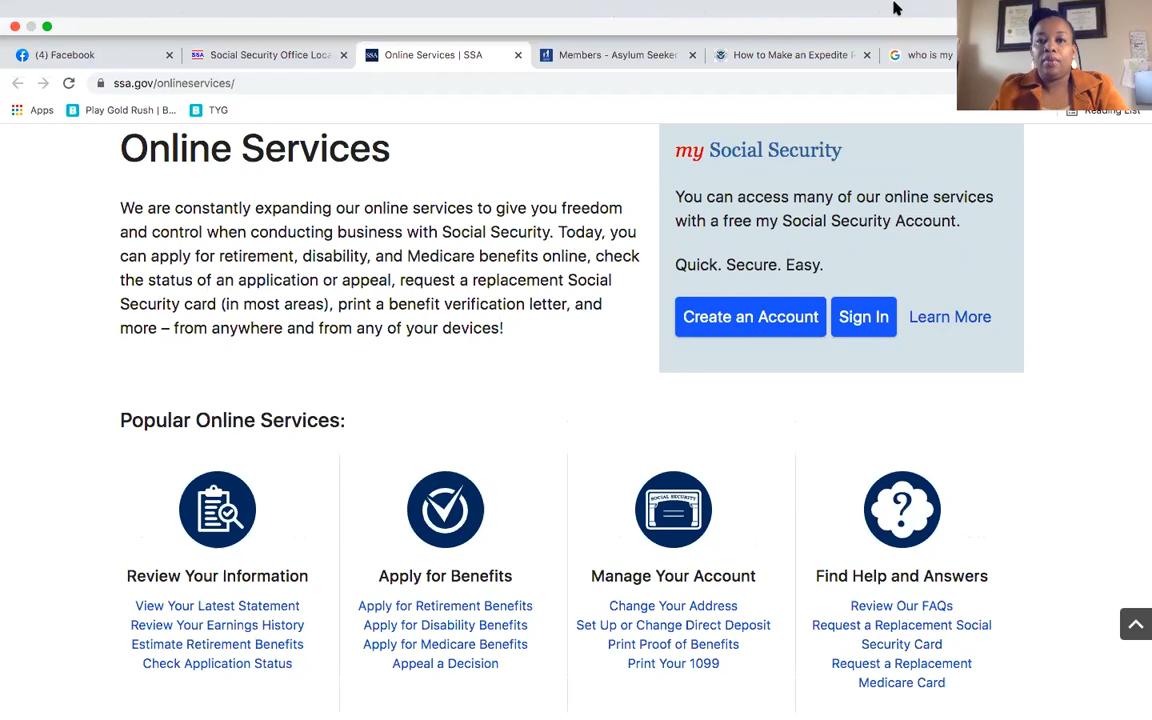 (4) Facebook
Social Security Office Loca
Online Services | SSA
Members - Asylum Seeker
How to Make an Expedite R
who is my
ssa.gov/onlineservices/
Apps
Play Gold Rush | B...
TYG
Reading List
Online Services
We are constantly expanding our online services to give you freedom
and control when conducting business with Social Security. Today, you
can apply for retirement, disability, and Medicare benefits online, check
the status of an application or appeal, request a replacement Social
Security card (in most areas), print a benefit verification letter, and
more – from anywhere and from any of your devices!
my Social Security
You can access many of our online services
with a free my Social Security Account.
Quick. Secure. Easy.
Create an Account
Sign In
Learn More
Popular Online Services:
SOCIAL SECURITY
Review Your Information
View Your Latest Statement
Review Your Earnings History
Estimate Retirement Benefits
Check Application Status
Apply for Benefits
Apply for Retirement Benefits
Apply for Disability Benefits
Apply for Medicare Benefits
Appeal a Decision
Manage Your Account
Change Your Address
Set Up or Change Direct Deposit
Print Proof of Benefits
Print Your 1099
Find Help and Answers
Review Our FAQs
Request a Replacement Social
Security Card
Request a Replacement
Medicare Card